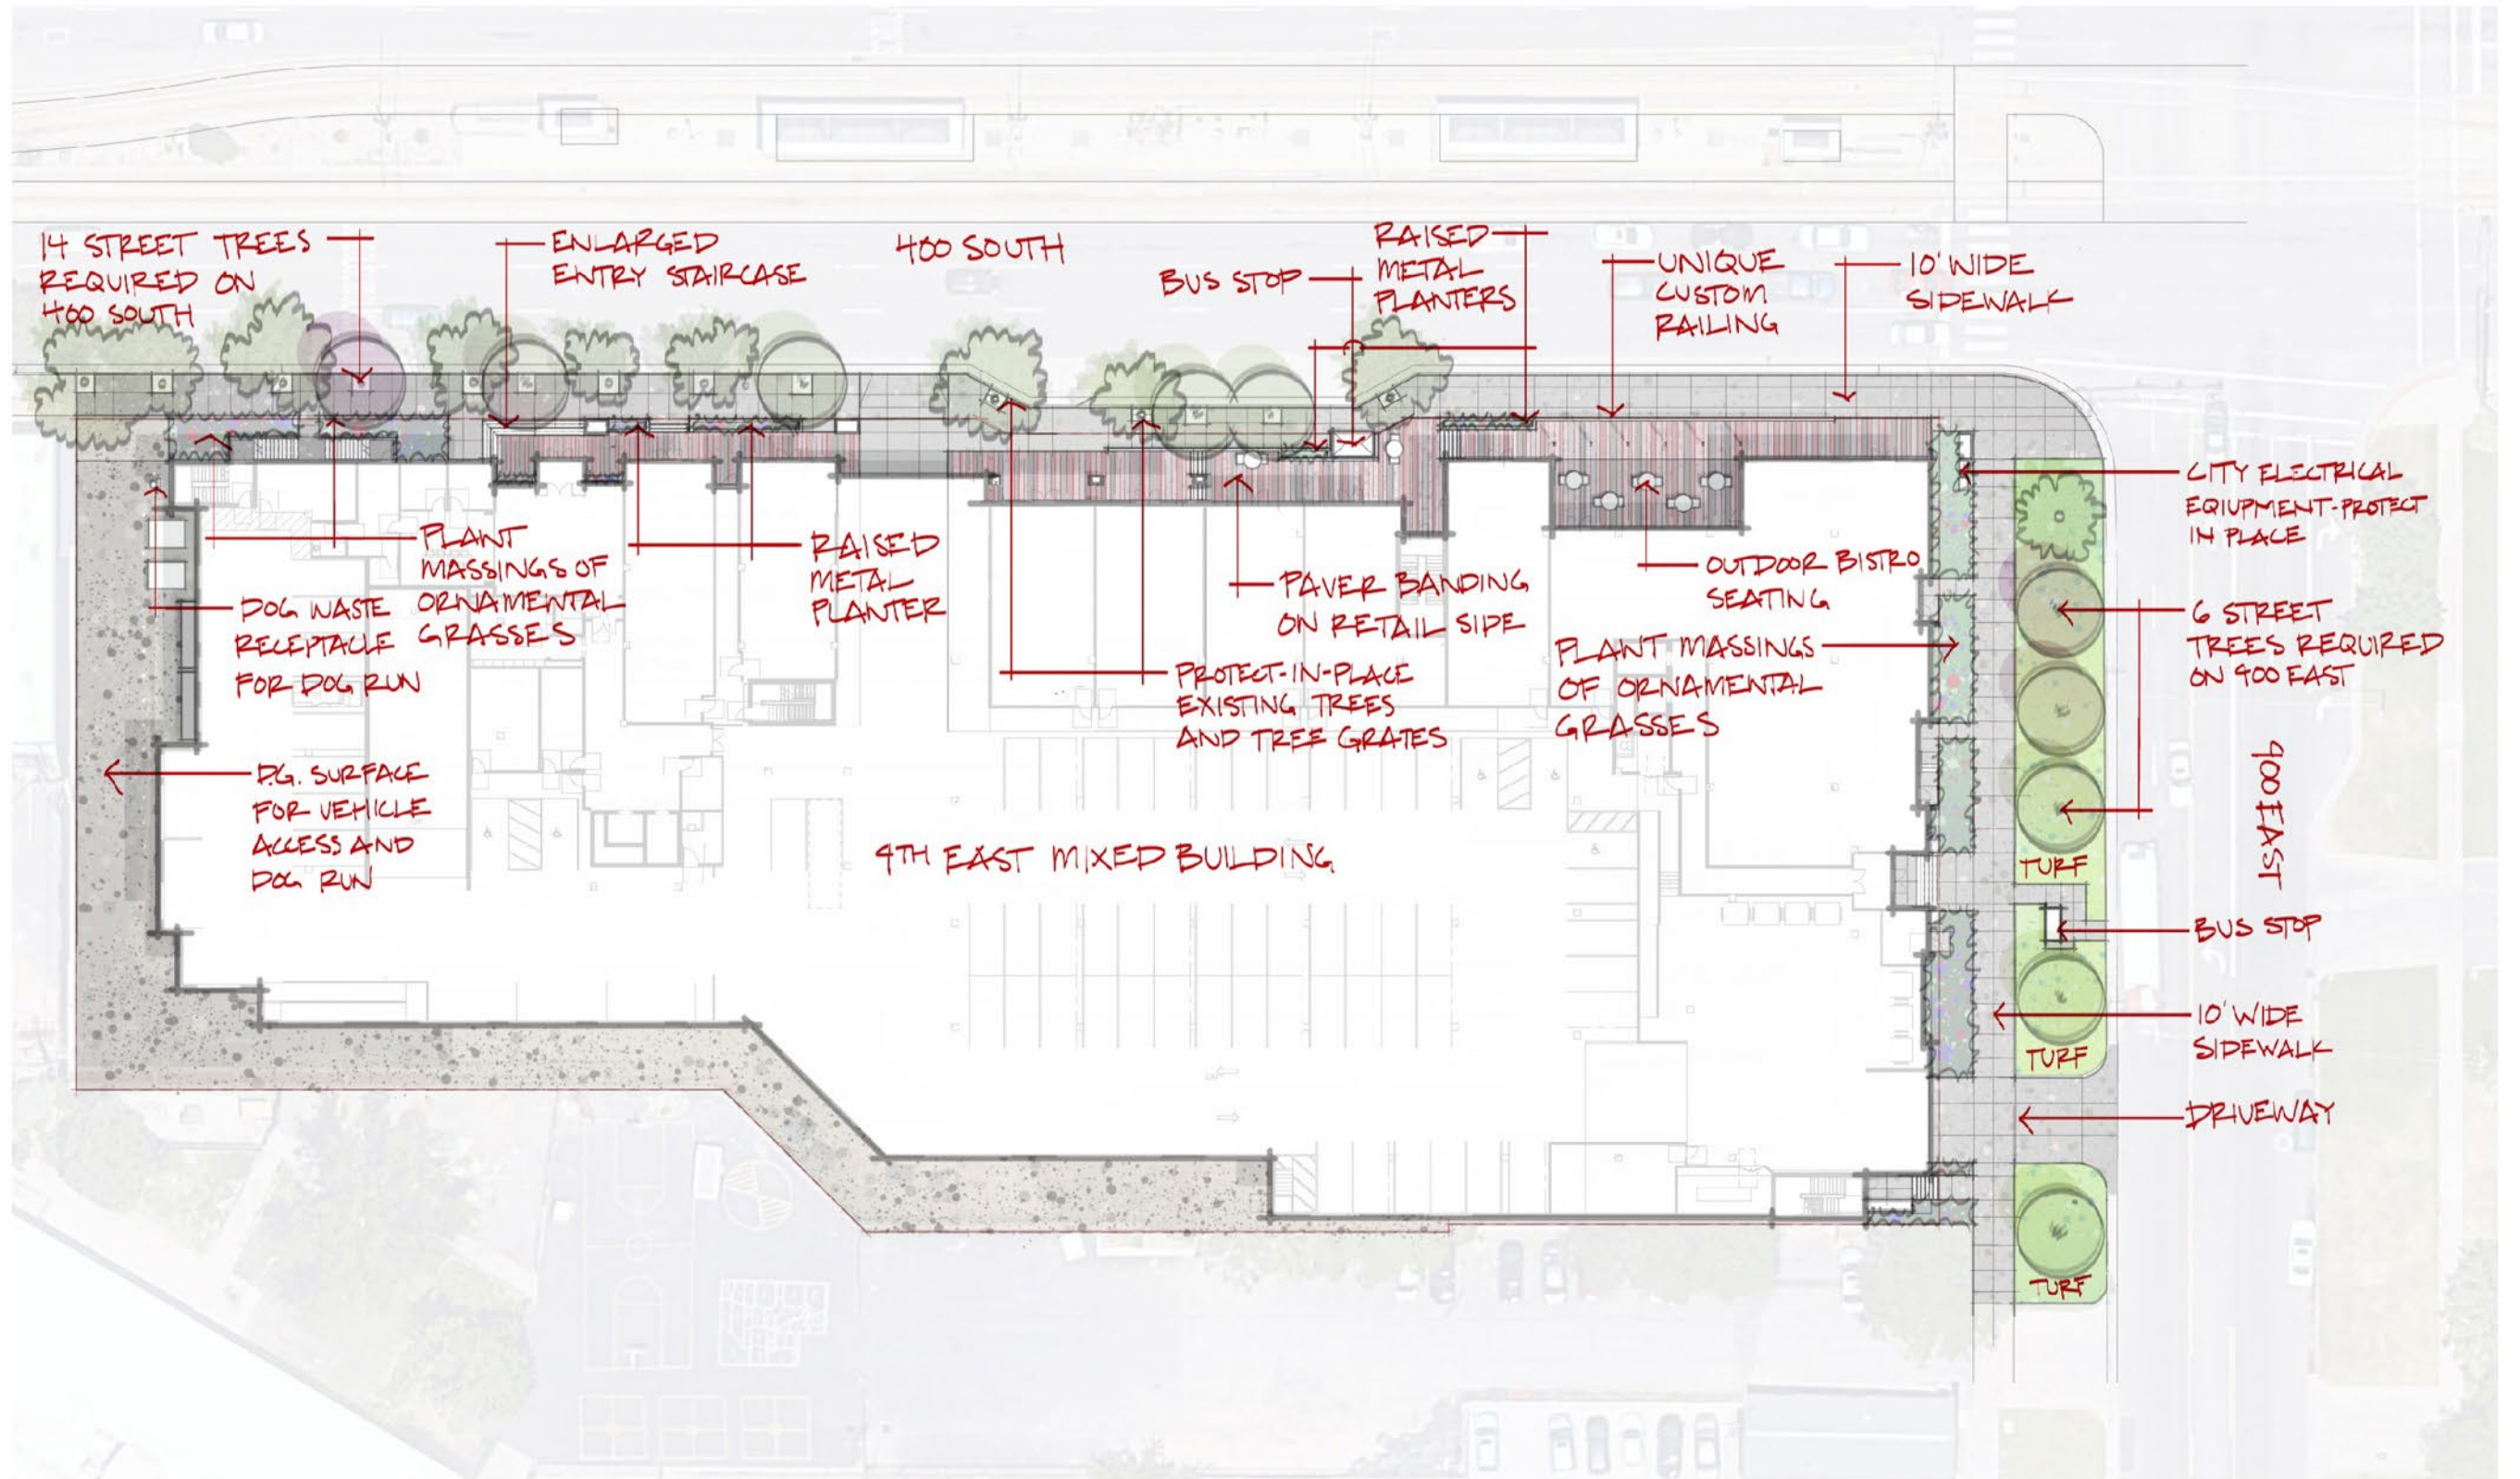 14 STREET TREES
REQUIRED ON
400 SOUTH
ENLARGED
ENTRY STAIRCASE
400 SOUTH
BUS STOP
RAISED
METAL
PLANTERS
UNIQUE
CUSTOM
RAILING
10' WIDE
SIDEWALK
CITY ELECTRICAL
EQIUPMENT-PROTECT
IN PLACE
PLANT
MASSINGS OF
ORNAMENTAL
GRASSES
RAISED
METAL
PLANTER
PAVER BANDING
ON RETAIL SIDE
OUTDOOR BISTRO
SEATING
DOG WASTE
RECEPTACLE
FOR DOG RUN
PROTECT-IN-PLACE
EXISTING TREES
AND TREE GRATES
PLANT MASSINGS
OF ORNAMENTAL
GRASSES
6 STREET
TREES REQUIRED
ON 400 EAST
D.G. SURFACE
FOR VEHICLE
ACCESS AND
DOG RUN
4TH EAST MIXED BUILDING
400 EAST
TURF
BUS STOP
10' WIDE
SIDEWALK
TURF
DRIVEWAY
TURF